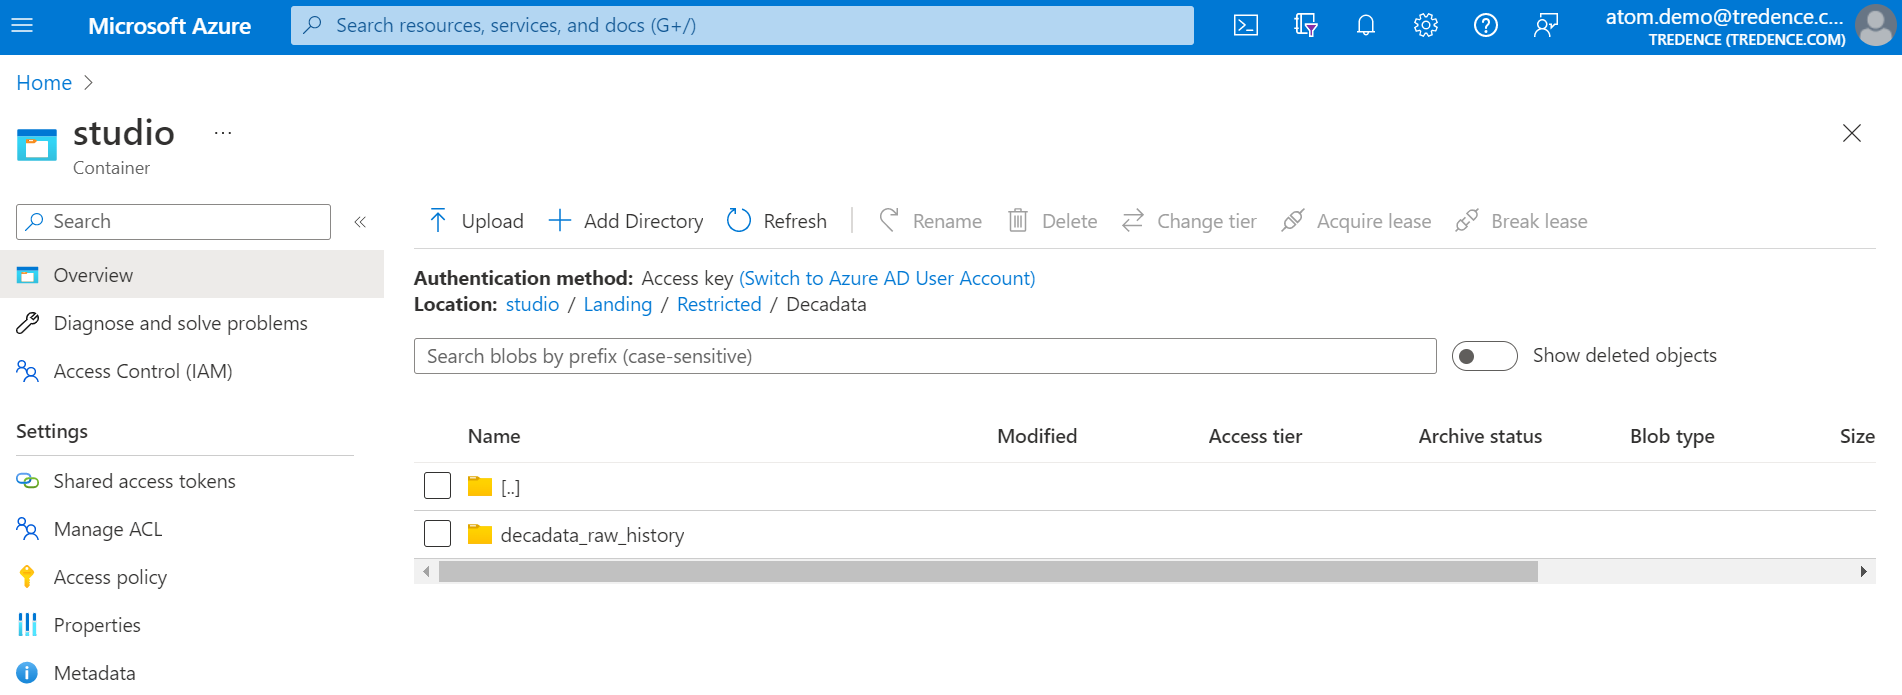 Microsoft Azure
Search resources, services, and docs (G+/)
atom.demo@tredence.c...
TREDENCE (TREDENCE.COM)
Home
studio ...
Container
Search
Overview
Diagnose and solve problems
Access Control (IAM)
Settings
Shared access tokens
Manage ACL
Access policy
Properties
Metadata
Upload Add Directory Refresh Rename Delete Change tier Acquire lease Break lease
Authentication method: Access key (Switch to Azure AD User Account)
Location: studio / Landing / Restricted / Decadata
Search blobs by prefix (case-sensitive)
Show deleted objects
Name Modified Access tier Archive status Blob type Size
[..]
decadata_raw_history